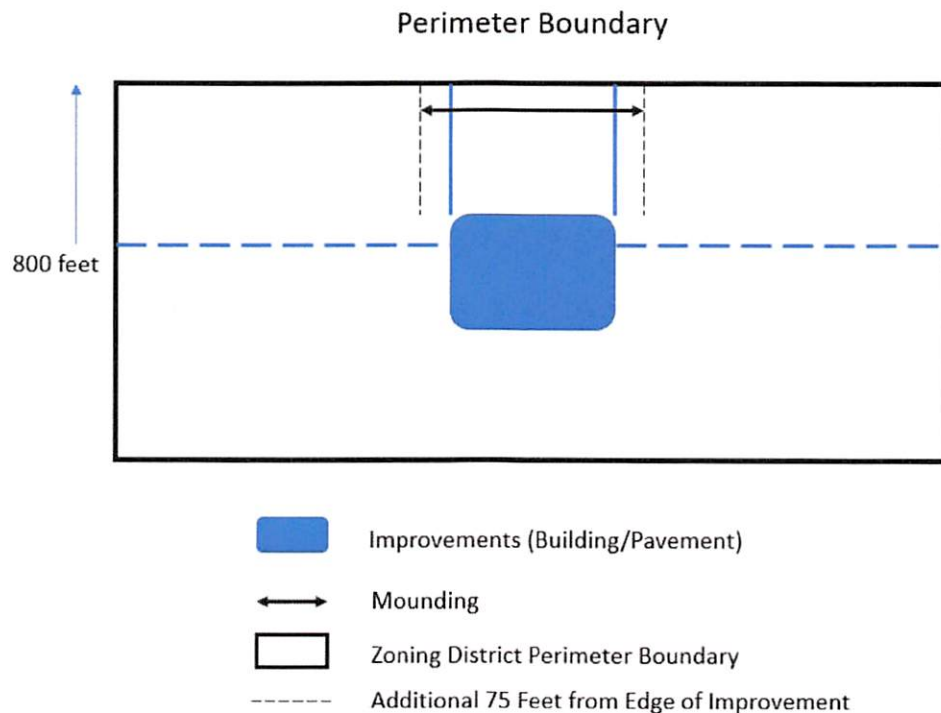 Perimeter Boundary
800 feet
Improvements (Building/Pavement)
Mounding
Zoning District Perimeter Boundary
Additional 75 Feet from Edge of Improvement